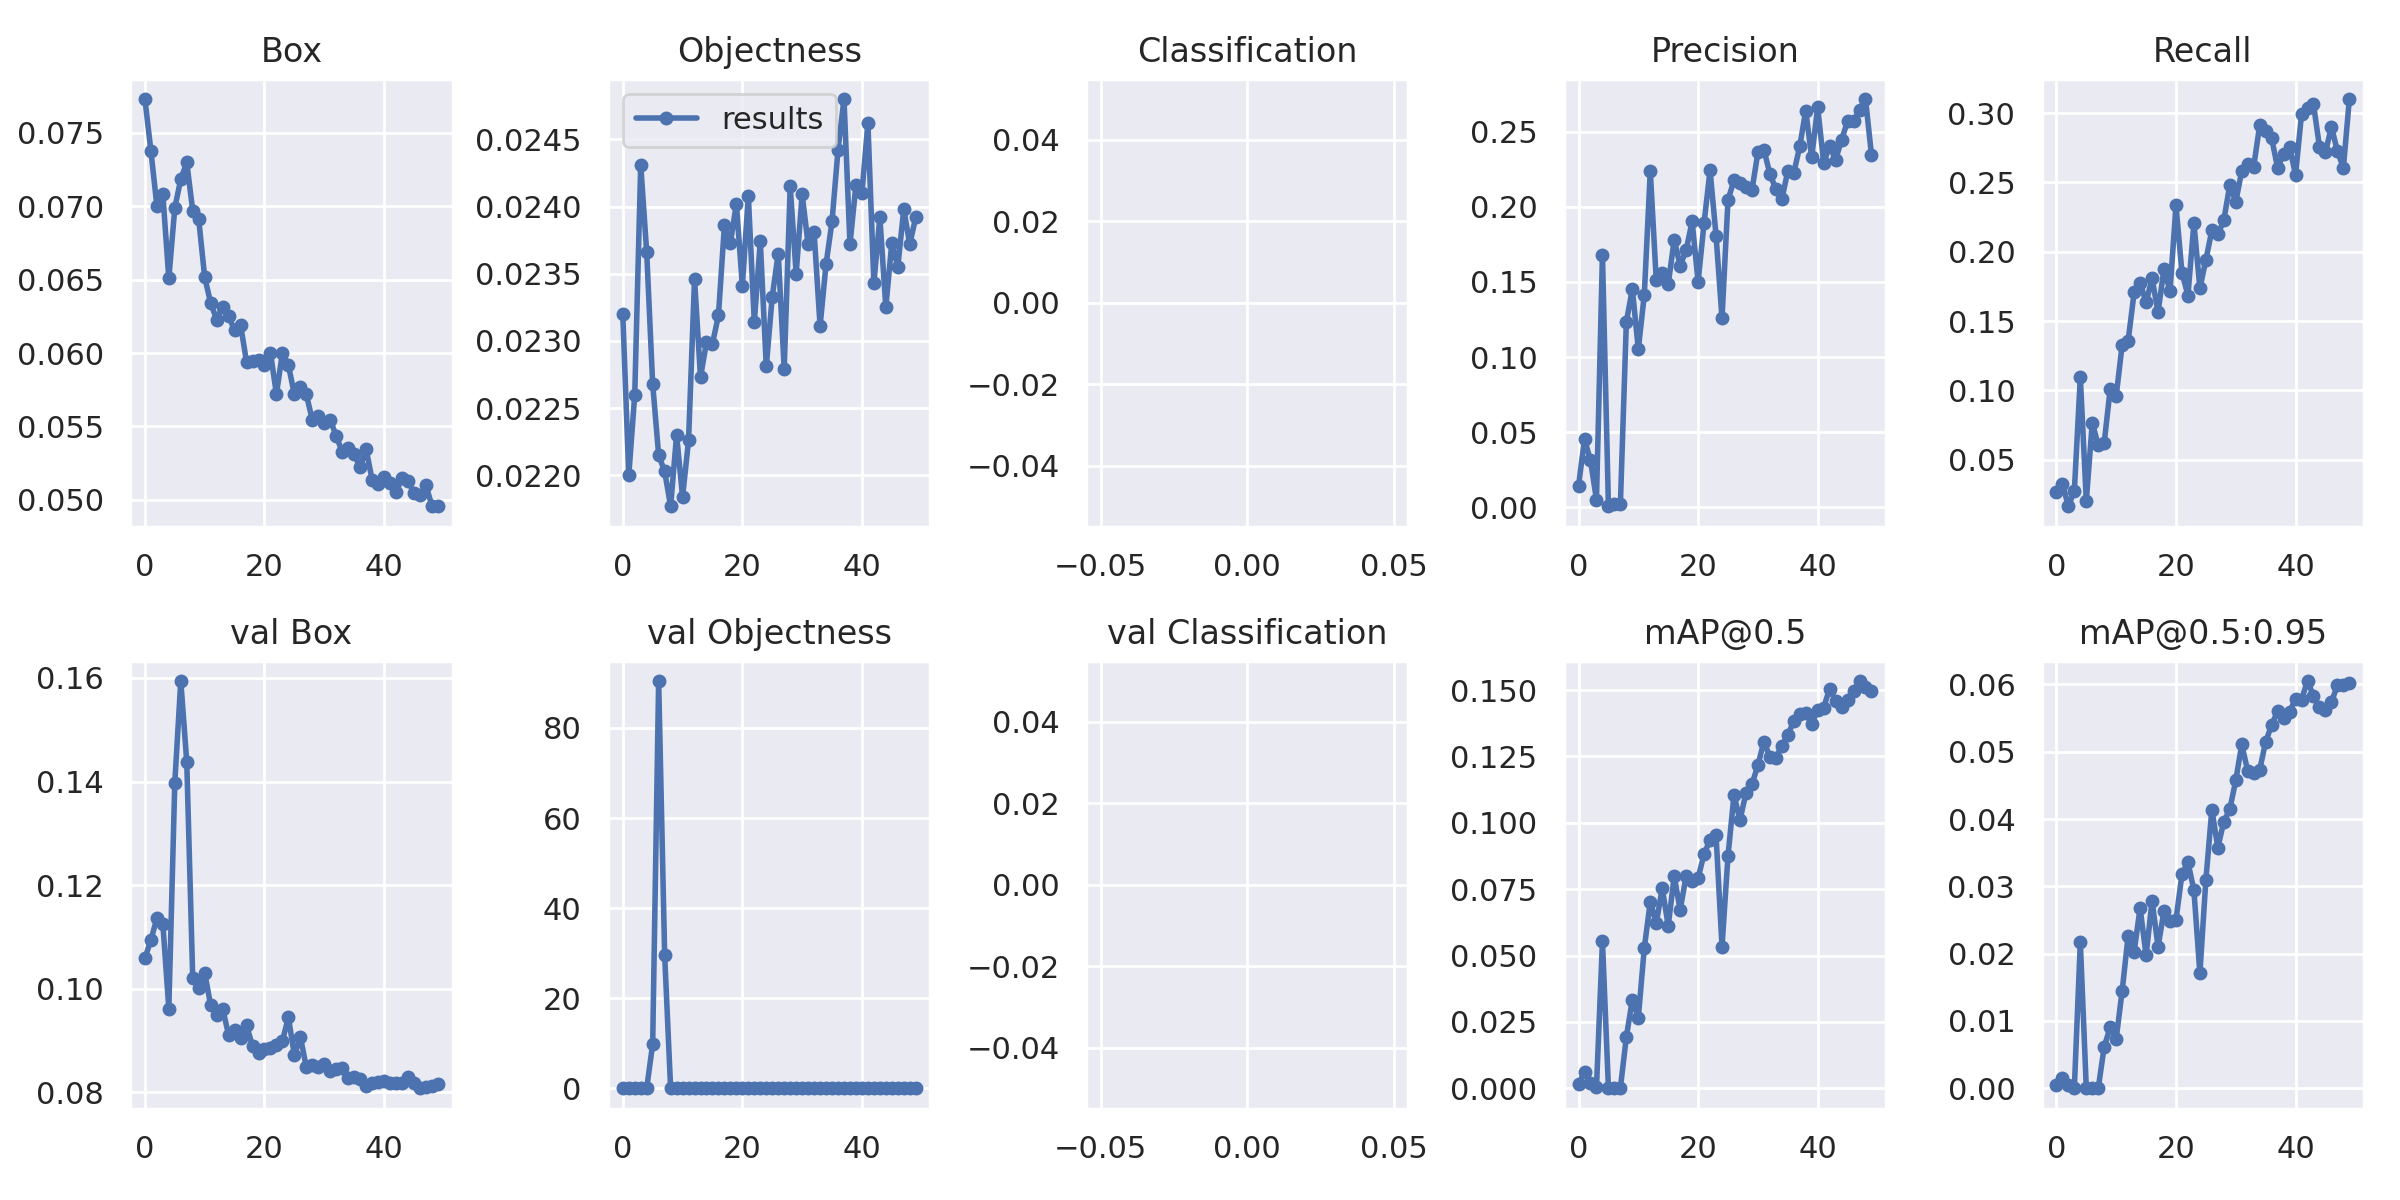 Box
0.075
0.070
0.065
0.060
0.055
0.050
0 20 40
Objectness
results
0.0245
0.0240
0.0235
0.0230
0.0225
0.0220
0 20 40
Classification
0.04
0.02
0.00
−0.02
−0.04
−0.05 0.00 0.05
Precision
0.25
0.20
0.15
0.10
0.05
0.00
0 20 40
Recall
0.30
0.25
0.20
0.15
0.10
0.05
0 20 40
val Box
0.16
0.14
0.12
0.10
0.08
0 20 40
val Objectness
80
60
40
20
0
0 20 40
val Classification
0.04
0.02
0.00
−0.02
−0.04
−0.05 0.00 0.05
mAP@0.5
0.150
0.125
0.100
0.075
0.050
0.025
0.000
0 20 40
mAP@0.5:0.95
0.06
0.05
0.04
0.03
0.02
0.01
0.00
0 20 40